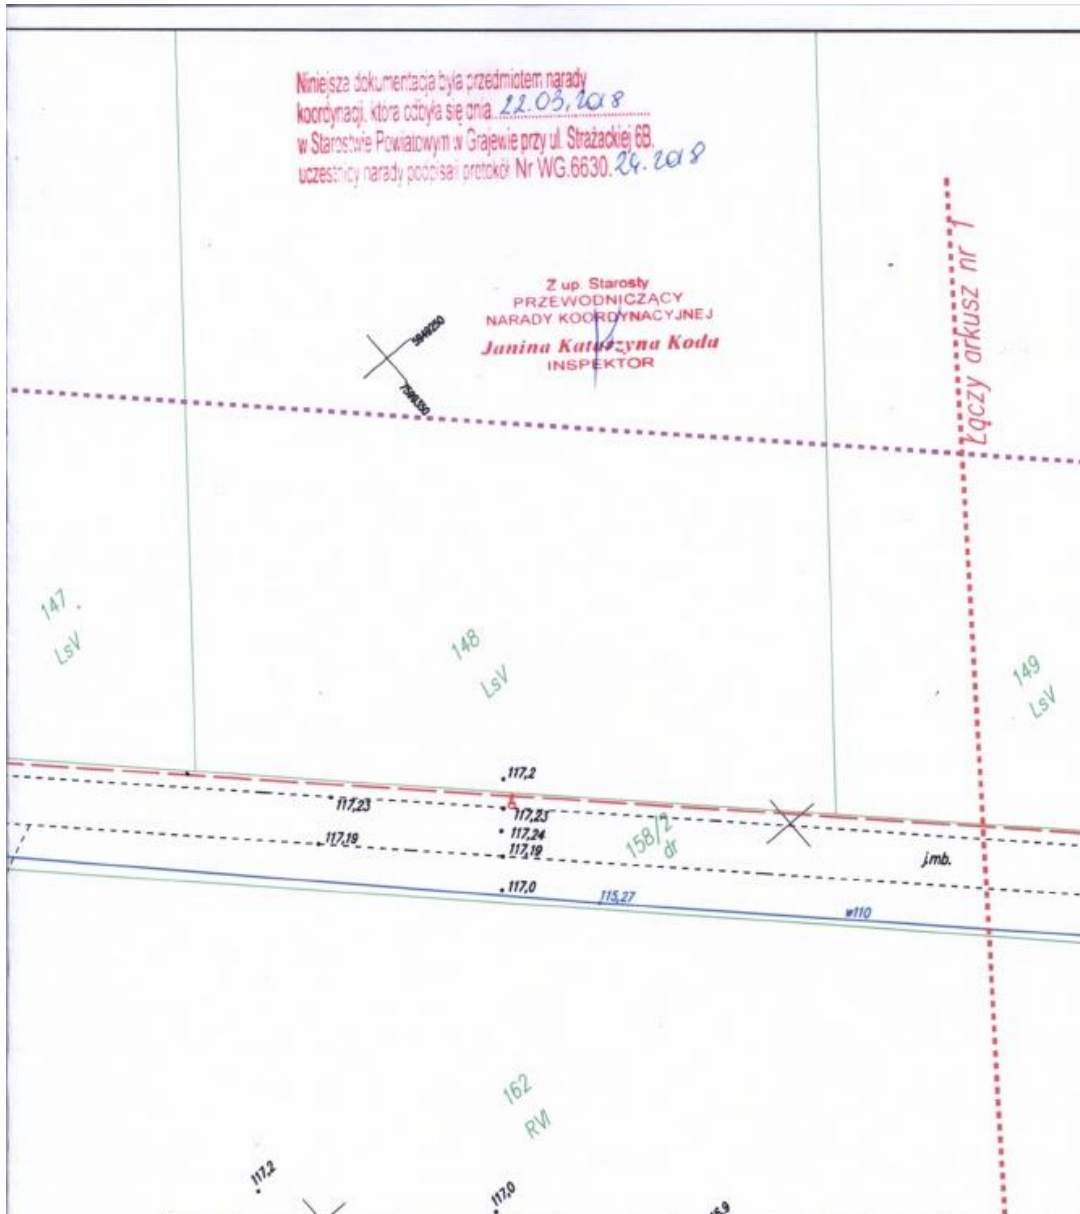 Niniejsza dokumentacja była przedmiotem narady
koordynacji, która odbyła się dnia 22.03.2018
w Starostwie Powiatowym w Grajewie przy ul. Strażackiej 6B,
uczestnicy narady podpisali protokół Nr WG.6630.24.2018
Z up. Starosty
PRZEWODNICZĄCY
NARADY KOORDYNACYJNEJ
Janina Katarzyna Koda
INSPEKTOR
Łączy arkusz nr 1
5949250
147
LsV
148
LsV
149
LsV
117,2
117,23
117,23
117,24
117,19
117,19
158/2
dr
j.mb.
117,0
115,27
w110
162
RVI
117,2
117,0